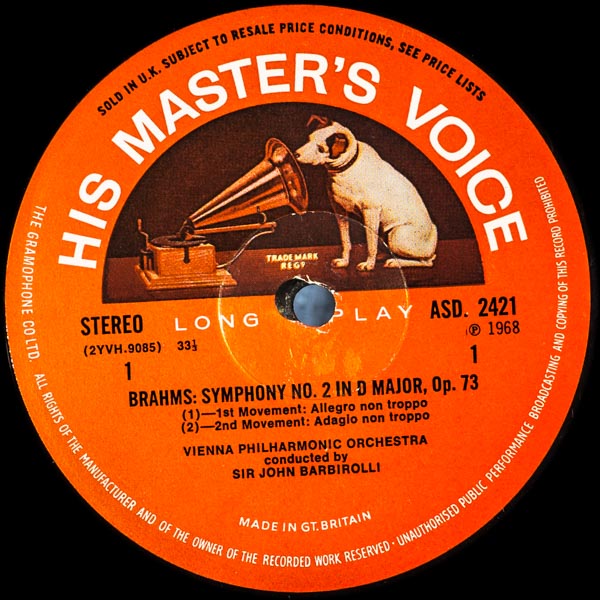 SOLD IN U.K. SUBJECT TO RESALE PRICE CONDITIONS, SEE PRICE LISTS
HIS MASTER'S VOICE
TRADE MARK
REGD
STEREO
LONG PLAY
ASD. 2421
(2YVH.9085) 33⅓
Ⓟ 1968
1
1
BRAHMS: SYMPHONY NO. 2 IN D MAJOR, Op. 73
(1)—1st Movement: Allegro non troppo
(2)—2nd Movement: Adagio non troppo
VIENNA PHILHARMONIC ORCHESTRA
conducted by
SIR JOHN BARBIROLLI
MADE IN GT. BRITAIN
THE GRAMOPHONE CO LTD. ALL RIGHTS OF THE MANUFACTURER AND OF THE OWNER OF THE RECORDED WORK RESERVED · UNAUTHORISED PUBLIC PERFORMANCE BROADCASTING AND COPYING OF THIS RECORD PROHIBITED